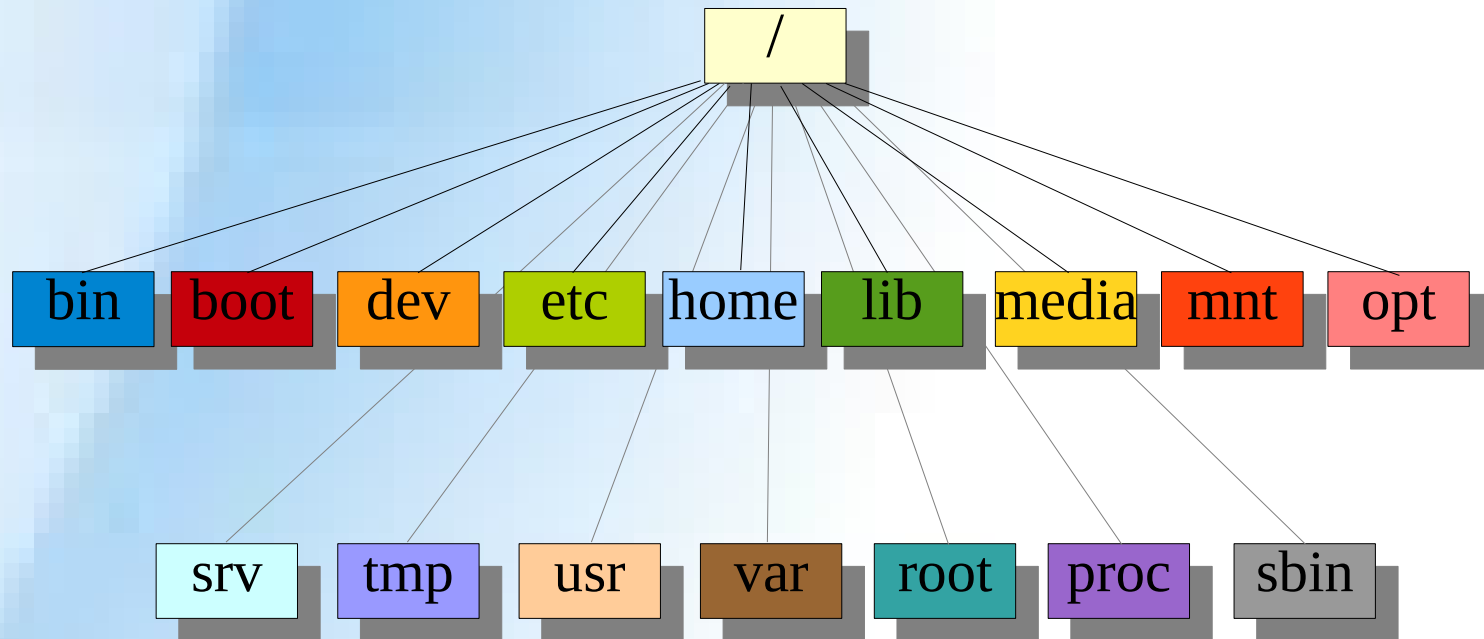 /
bin boot dev etc home lib media mnt opt
srv tmp usr var root proc sbin